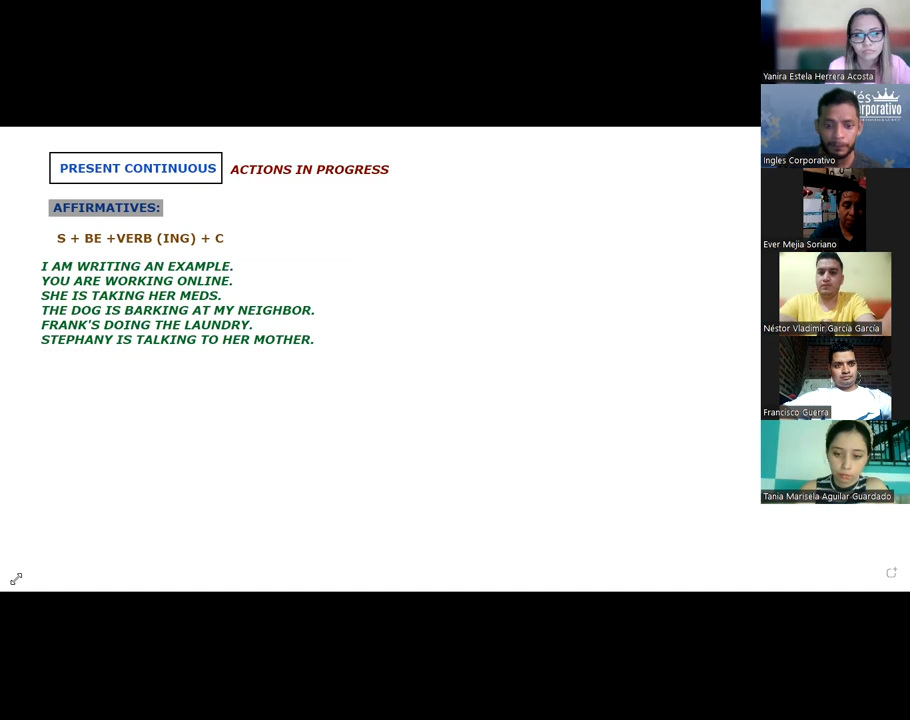 PRESENT CONTINUOUS
ACTIONS IN PROGRESS
AFFIRMATIVES:
S + BE +VERB (ING) + C
I AM WRITING AN EXAMPLE.
YOU ARE WORKING ONLINE.
SHE IS TAKING HER MEDS.
THE DOG IS BARKING AT MY NEIGHBOR.
FRANK'S DOING THE LAUNDRY.
STEPHANY IS TALKING TO HER MOTHER.
Yanira Estela Herrera Acosta
Ingles Corporativo
Ever Mejia Soriano
Néstor Vladimir García García
Francisco Guerra
Tania Marisela Aguilar Guardado